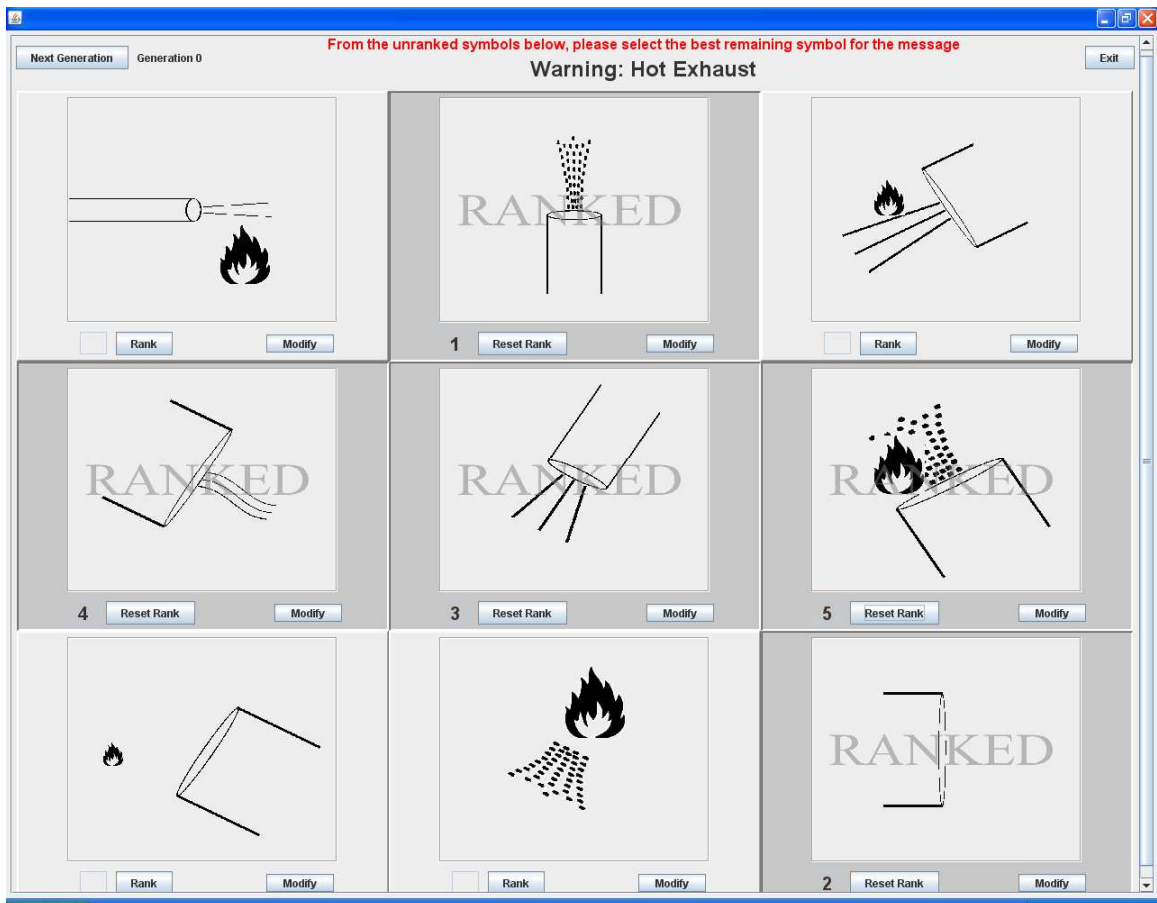 From the unranked symbols below, please select the best remaining symbol for the message
Next Generation Generation 0 Warning: Hot Exhaust Exit
RANKED
Rank Modify 1 Reset Rank Modify Rank Modify
RANKED RANKED RANKED
4 Reset Rank Modify 3 Reset Rank Modify 5 Reset Rank Modify
RANKED
Rank Modify Rank Modify 2 Reset Rank Modify